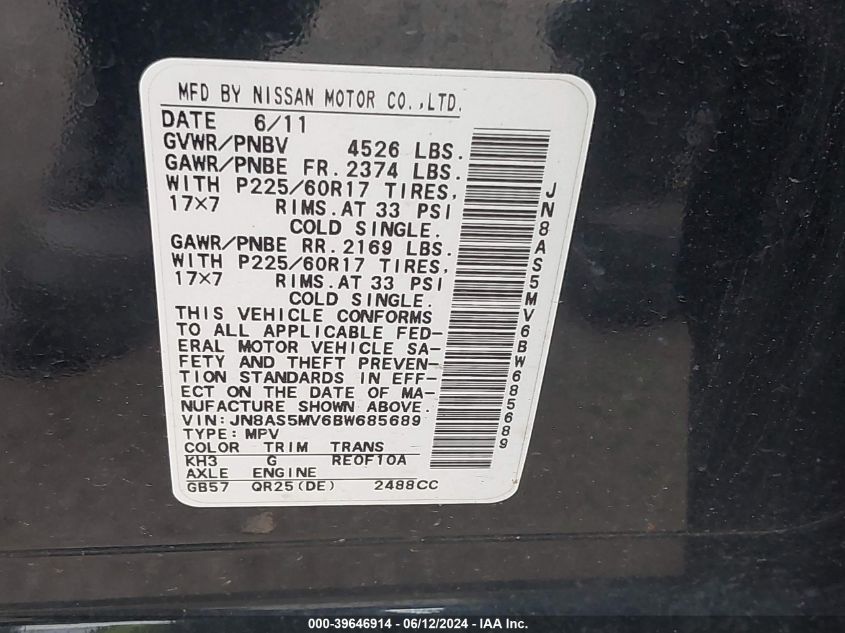 MFD BY NISSAN MOTOR CO.,LTD.
DATE 6/11
GVWR/PNBV 4526 LBS.
GAWR/PNBE FR. 2374 LBS.
WITH P225/60R17 TIRES,
17×7 RIMS.AT 33 PSI
COLD SINGLE.
GAWR/PNBE RR. 2169 LBS.
WITH P225/60R17 TIRES,
17×7 RIMS.AT 33 PSI
COLD SINGLE.
THIS VEHICLE CONFORMS
TO ALL APPLICABLE FED-
ERAL MOTOR VEHICLE SA-
FETY AND THEFT PREVEN-
TION STANDARDS IN EFF-
ECT ON THE DATE OF MA-
NUFACTURE SHOWN ABOVE.
VIN:JN8AS5MV6BW685689
TYPE:MPV
COLOR TRIM TRANS
KH3 G RE0F10A
AXLE ENGINE
GB57 QR25(DE) 2488CC
JN8AS5MV6BW685689
000-39646914 - 06/12/2024 - IAA Inc.